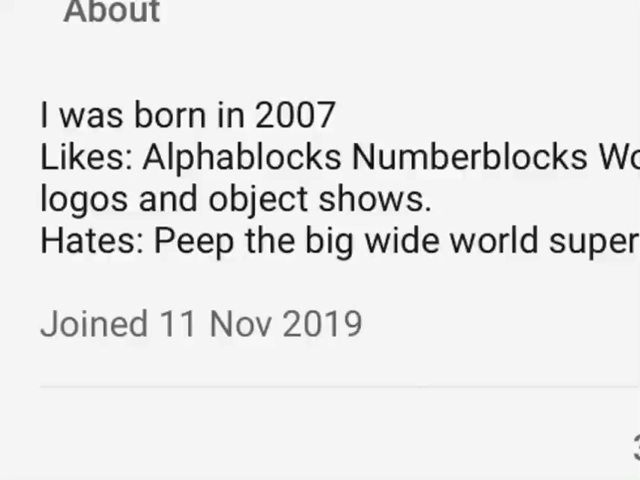 About
I was born in 2007
Likes: Alphablocks Numberblocks
logos and object shows.
Hates: Peep the big wide world super
Joined 11 Nov 2019